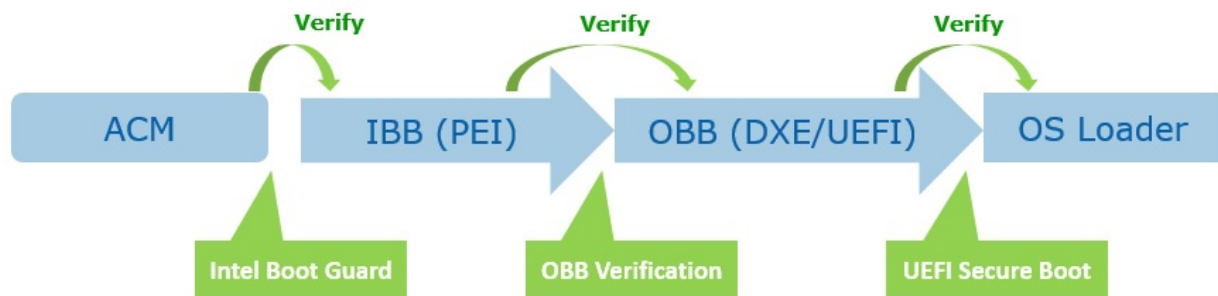 Verify
Verify
Verify
ACM
IBB (PEI)
OBB (DXE/UEFI)
OS Loader
Intel Boot Guard
OBB Verification
UEFI Secure Boot